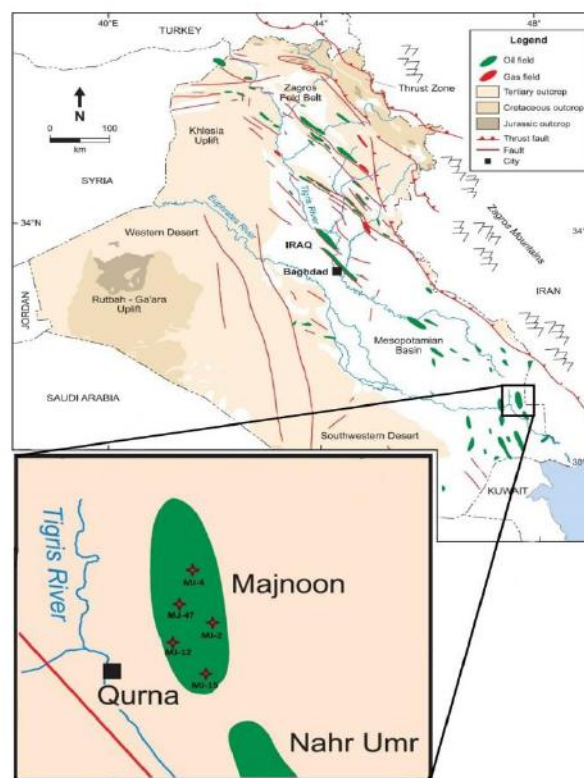 40°E
44°
48°
TURKEY
Legend
Oil field
Gas field
Tertiary outcrop
Cretaceous outcrop
Jurassic outcrop
Thrust fault
Fault
City
N
0
100
km
Zagros
Fold Belt
Thrust Zone
Khlesia
Uplift
SYRIA
Tigris River
Euphrates River
34°N
34°
Western Desert
IRAQ
Baghdad
Zagros Mountains
IRAN
Rutbah - Ga'ara
Uplift
JORDAN
Mesopotamian
Basin
SAUDI ARABIA
Southwestern Desert
30°
KUWAIT
Tigris River
Majnoon
MJ-4
MJ-47
MJ-2
MJ-12
MJ-15
Qurna
Nahr Umr